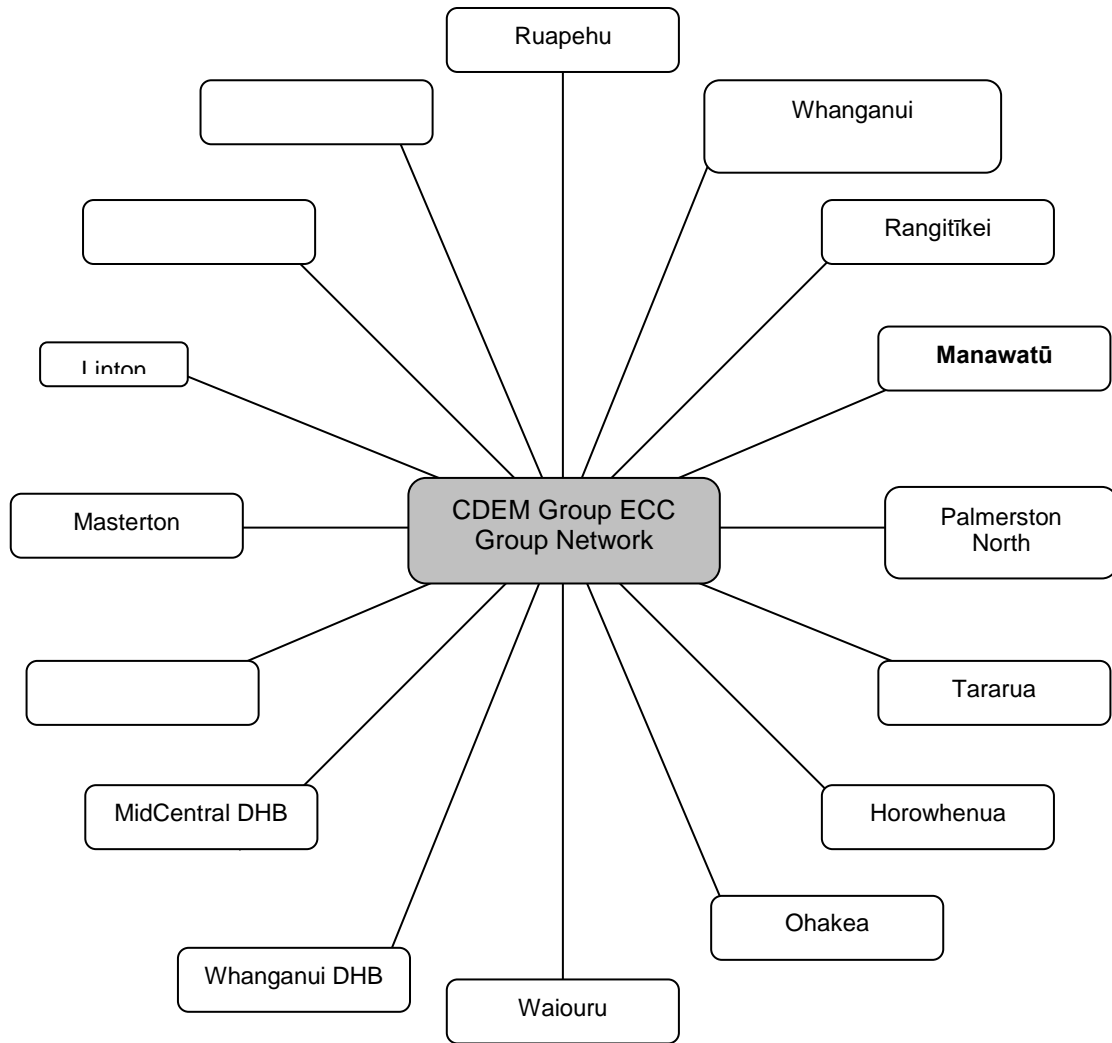 Ruapehu
Whanganui
Rangitīkei
Manawatū
Linton
CDEM Group ECC
Group Network
Masterton
Palmerston
North
Tararua
MidCentral DHB
Horowhenua
Ohakea
Whanganui DHB
Waiouru